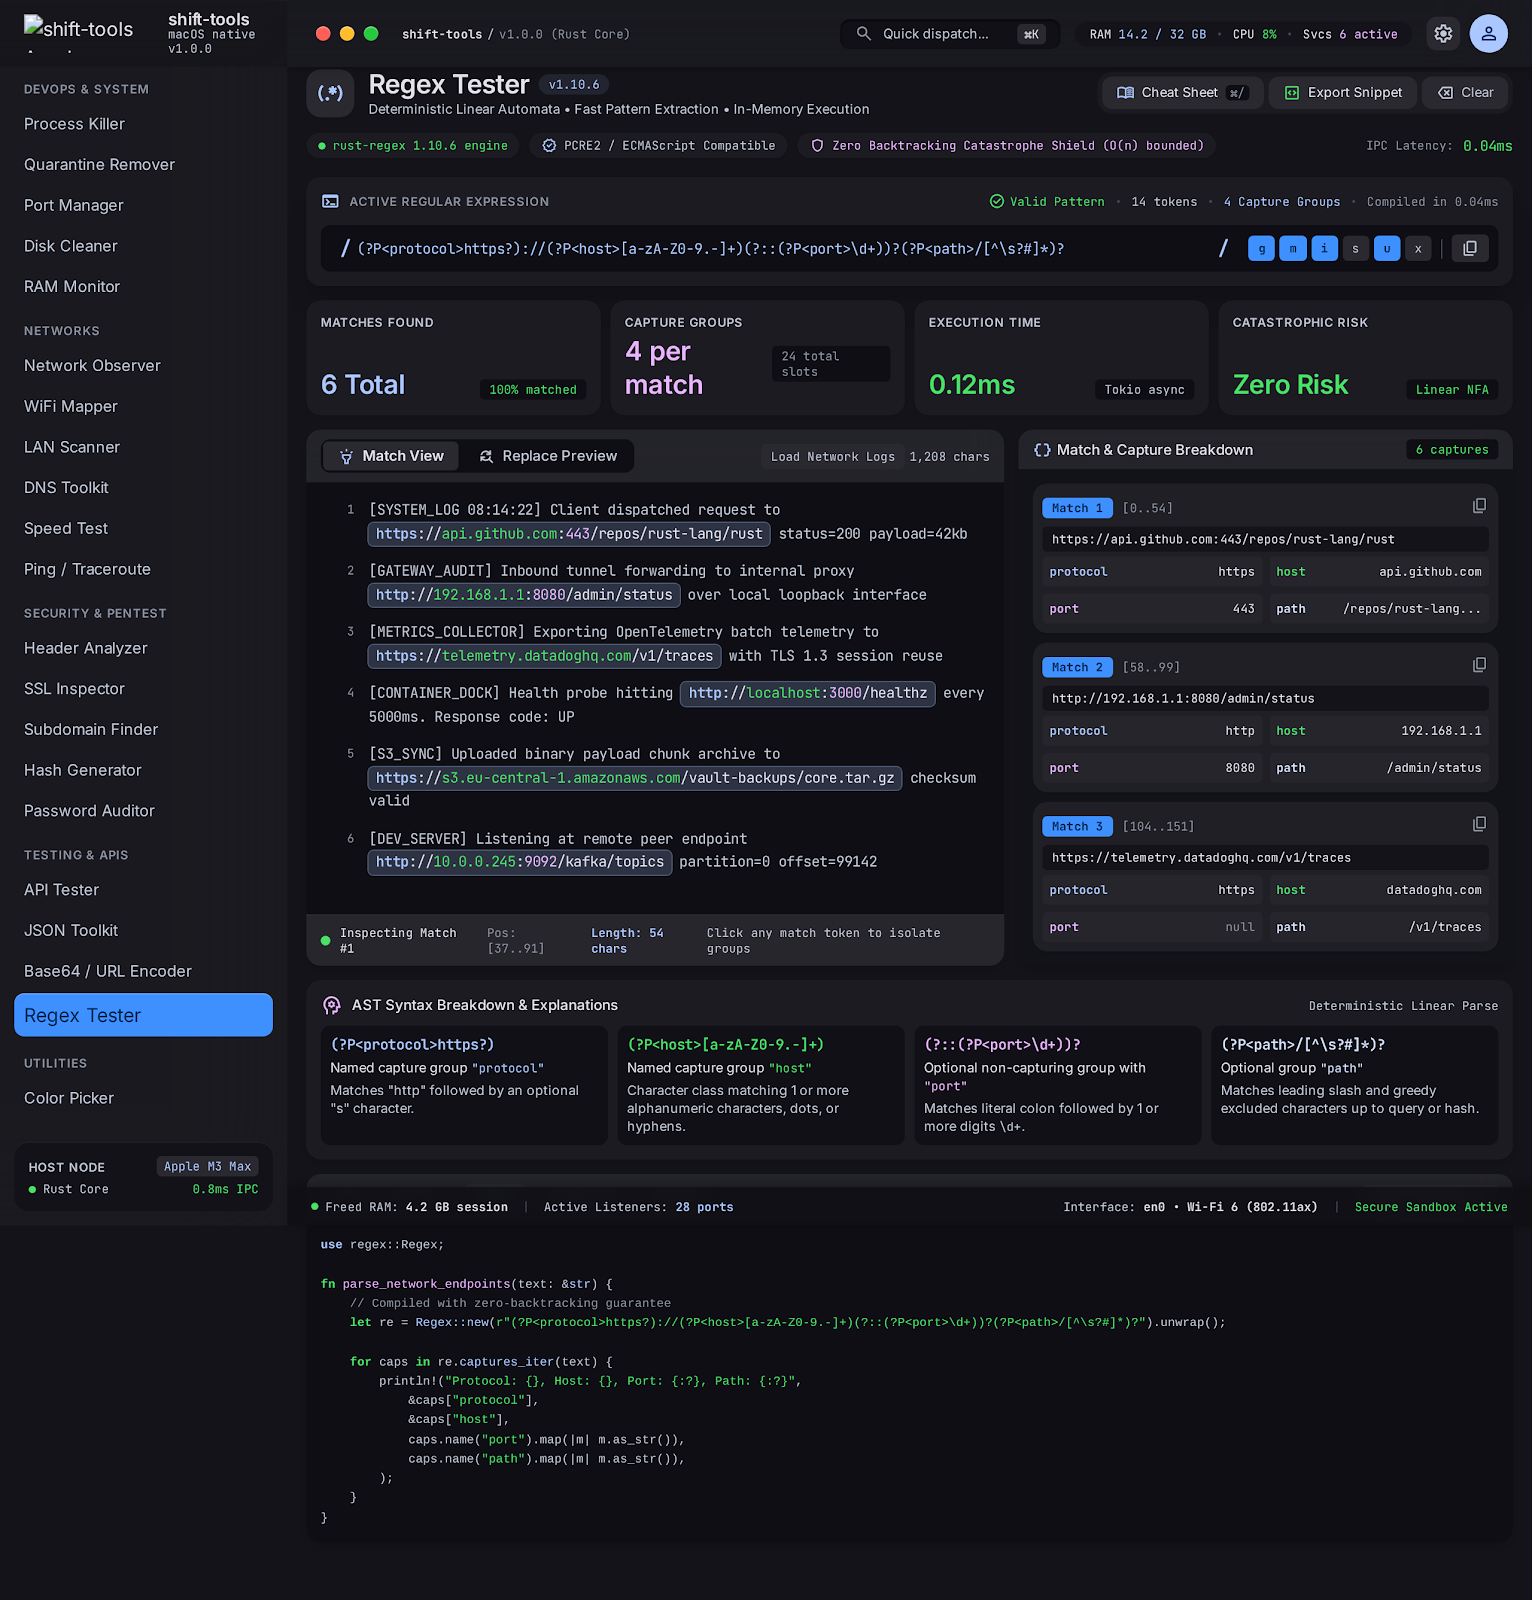 shift-tools
shift-tools
macOS native
v1.0.0
DEVOPS & SYSTEM
Process Killer
Quarantine Remover
Port Manager
Disk Cleaner
RAM Monitor
NETWORKS
Network Observer
WiFi Mapper
LAN Scanner
DNS Toolkit
Speed Test
Ping / Traceroute
SECURITY & PENTEST
Header Analyzer
SSL Inspector
Subdomain Finder
Hash Generator
Password Auditor
TESTING & APIS
API Tester
JSON Toolkit
Base64 / URL Encoder
Regex Tester
UTILITIES
Color Picker
HOST NODE Apple M3 Max
Rust Core 0.8ms IPC
shift-tools / v1.0.0 (Rust Core)
Quick dispatch... ⌘K
RAM 14.2 / 32 GB • CPU 8% • Svcs 6 active
(.*) Regex Tester v1.10.6
Deterministic Linear Automata • Fast Pattern Extraction • In-Memory Execution
Cheat Sheet ⌘/ Export Snippet Clear
rust-regex 1.10.6 engine PCRE2 / ECMAScript Compatible Zero Backtracking Catastrophe Shield (O(n) bounded) IPC Latency: 0.04ms
ACTIVE REGULAR EXPRESSION Valid Pattern • 14 tokens • 4 Capture Groups • Compiled in 0.04ms
/ (?P<protocol>https?)://(?P<host>[a-zA-Z0-9.-]+)(?::(?P<port>\d+))?(?P<path>/[^\s?#]*)? / g m i s u x
MATCHES FOUND
6 Total 100% matched
CAPTURE GROUPS
4 per
match
24 total
slots
EXECUTION TIME
0.12ms Tokio async
CATASTROPHIC RISK
Zero Risk Linear NFA
Match View Replace Preview Load Network Logs 1,208 chars
1 [SYSTEM_LOG 08:14:22] Client dispatched request to
https://api.github.com:443/repos/rust-lang/rust status=200 payload=42kb
2 [GATEWAY_AUDIT] Inbound tunnel forwarding to internal proxy
http://192.168.1.1:8080/admin/status over local loopback interface
3 [METRICS_COLLECTOR] Exporting OpenTelemetry batch telemetry to
https://telemetry.datadoghq.com/v1/traces with TLS 1.3 session reuse
4 [CONTAINER_DOCK] Health probe hitting http://localhost:3000/healthz every
5000ms. Response code: UP
5 [S3_SYNC] Uploaded binary payload chunk archive to
https://s3.eu-central-1.amazonaws.com/vault-backups/core.tar.gz checksum
valid
6 [DEV_SERVER] Listening at remote peer endpoint
http://10.0.0.245:9092/kafka/topics partition=0 offset=99142
Inspecting Match
#1
Pos:
[37..91]
Length: 54
chars
Click any match token to isolate
groups
Match & Capture Breakdown 6 captures
Match 1 [0..54]
https://api.github.com:443/repos/rust-lang/rust
protocol https host api.github.com
port 443 path /repos/rust-lang...
Match 2 [58..99]
http://192.168.1.1:8080/admin/status
protocol http host 192.168.1.1
port 8080 path /admin/status
Match 3 [104..151]
https://telemetry.datadoghq.com/v1/traces
protocol https host datadoghq.com
port null path /v1/traces
AST Syntax Breakdown & Explanations Deterministic Linear Parse
(?P<protocol>https?)
Named capture group "protocol"
Matches "http" followed by an optional
"s" character.
(?P<host>[a-zA-Z0-9.-]+)
Named capture group "host"
Character class matching 1 or more
alphanumeric characters, dots, or
hyphens.
(?::(?P<port>\d+))?
Optional non-capturing group with
"port"
Matches literal colon followed by 1 or
more digits \d+.
(?P<path>/[^\s?#]*)?
Optional group "path"
Matches leading slash and greedy
excluded characters up to query or hash.
Freed RAM: 4.2 GB session | Active Listeners: 28 ports Interface: en0 • Wi-Fi 6 (802.11ax) | Secure Sandbox Active
use regex::Regex;
fn parse_network_endpoints(text: &str) {
// Compiled with zero-backtracking guarantee
let re = Regex::new(r"(?P<protocol>https?)://(?P<host>[a-zA-Z0-9.-]+)(?::(?P<port>\d+))?(?P<path>/[^\s?#]*)?").unwrap();
for caps in re.captures_iter(text) {
println!("Protocol: {}, Host: {}, Port: {:?}, Path: {:?}",
&caps["protocol"],
&caps["host"],
caps.name("port").map(|m| m.as_str()),
caps.name("path").map(|m| m.as_str()),
);
}
}